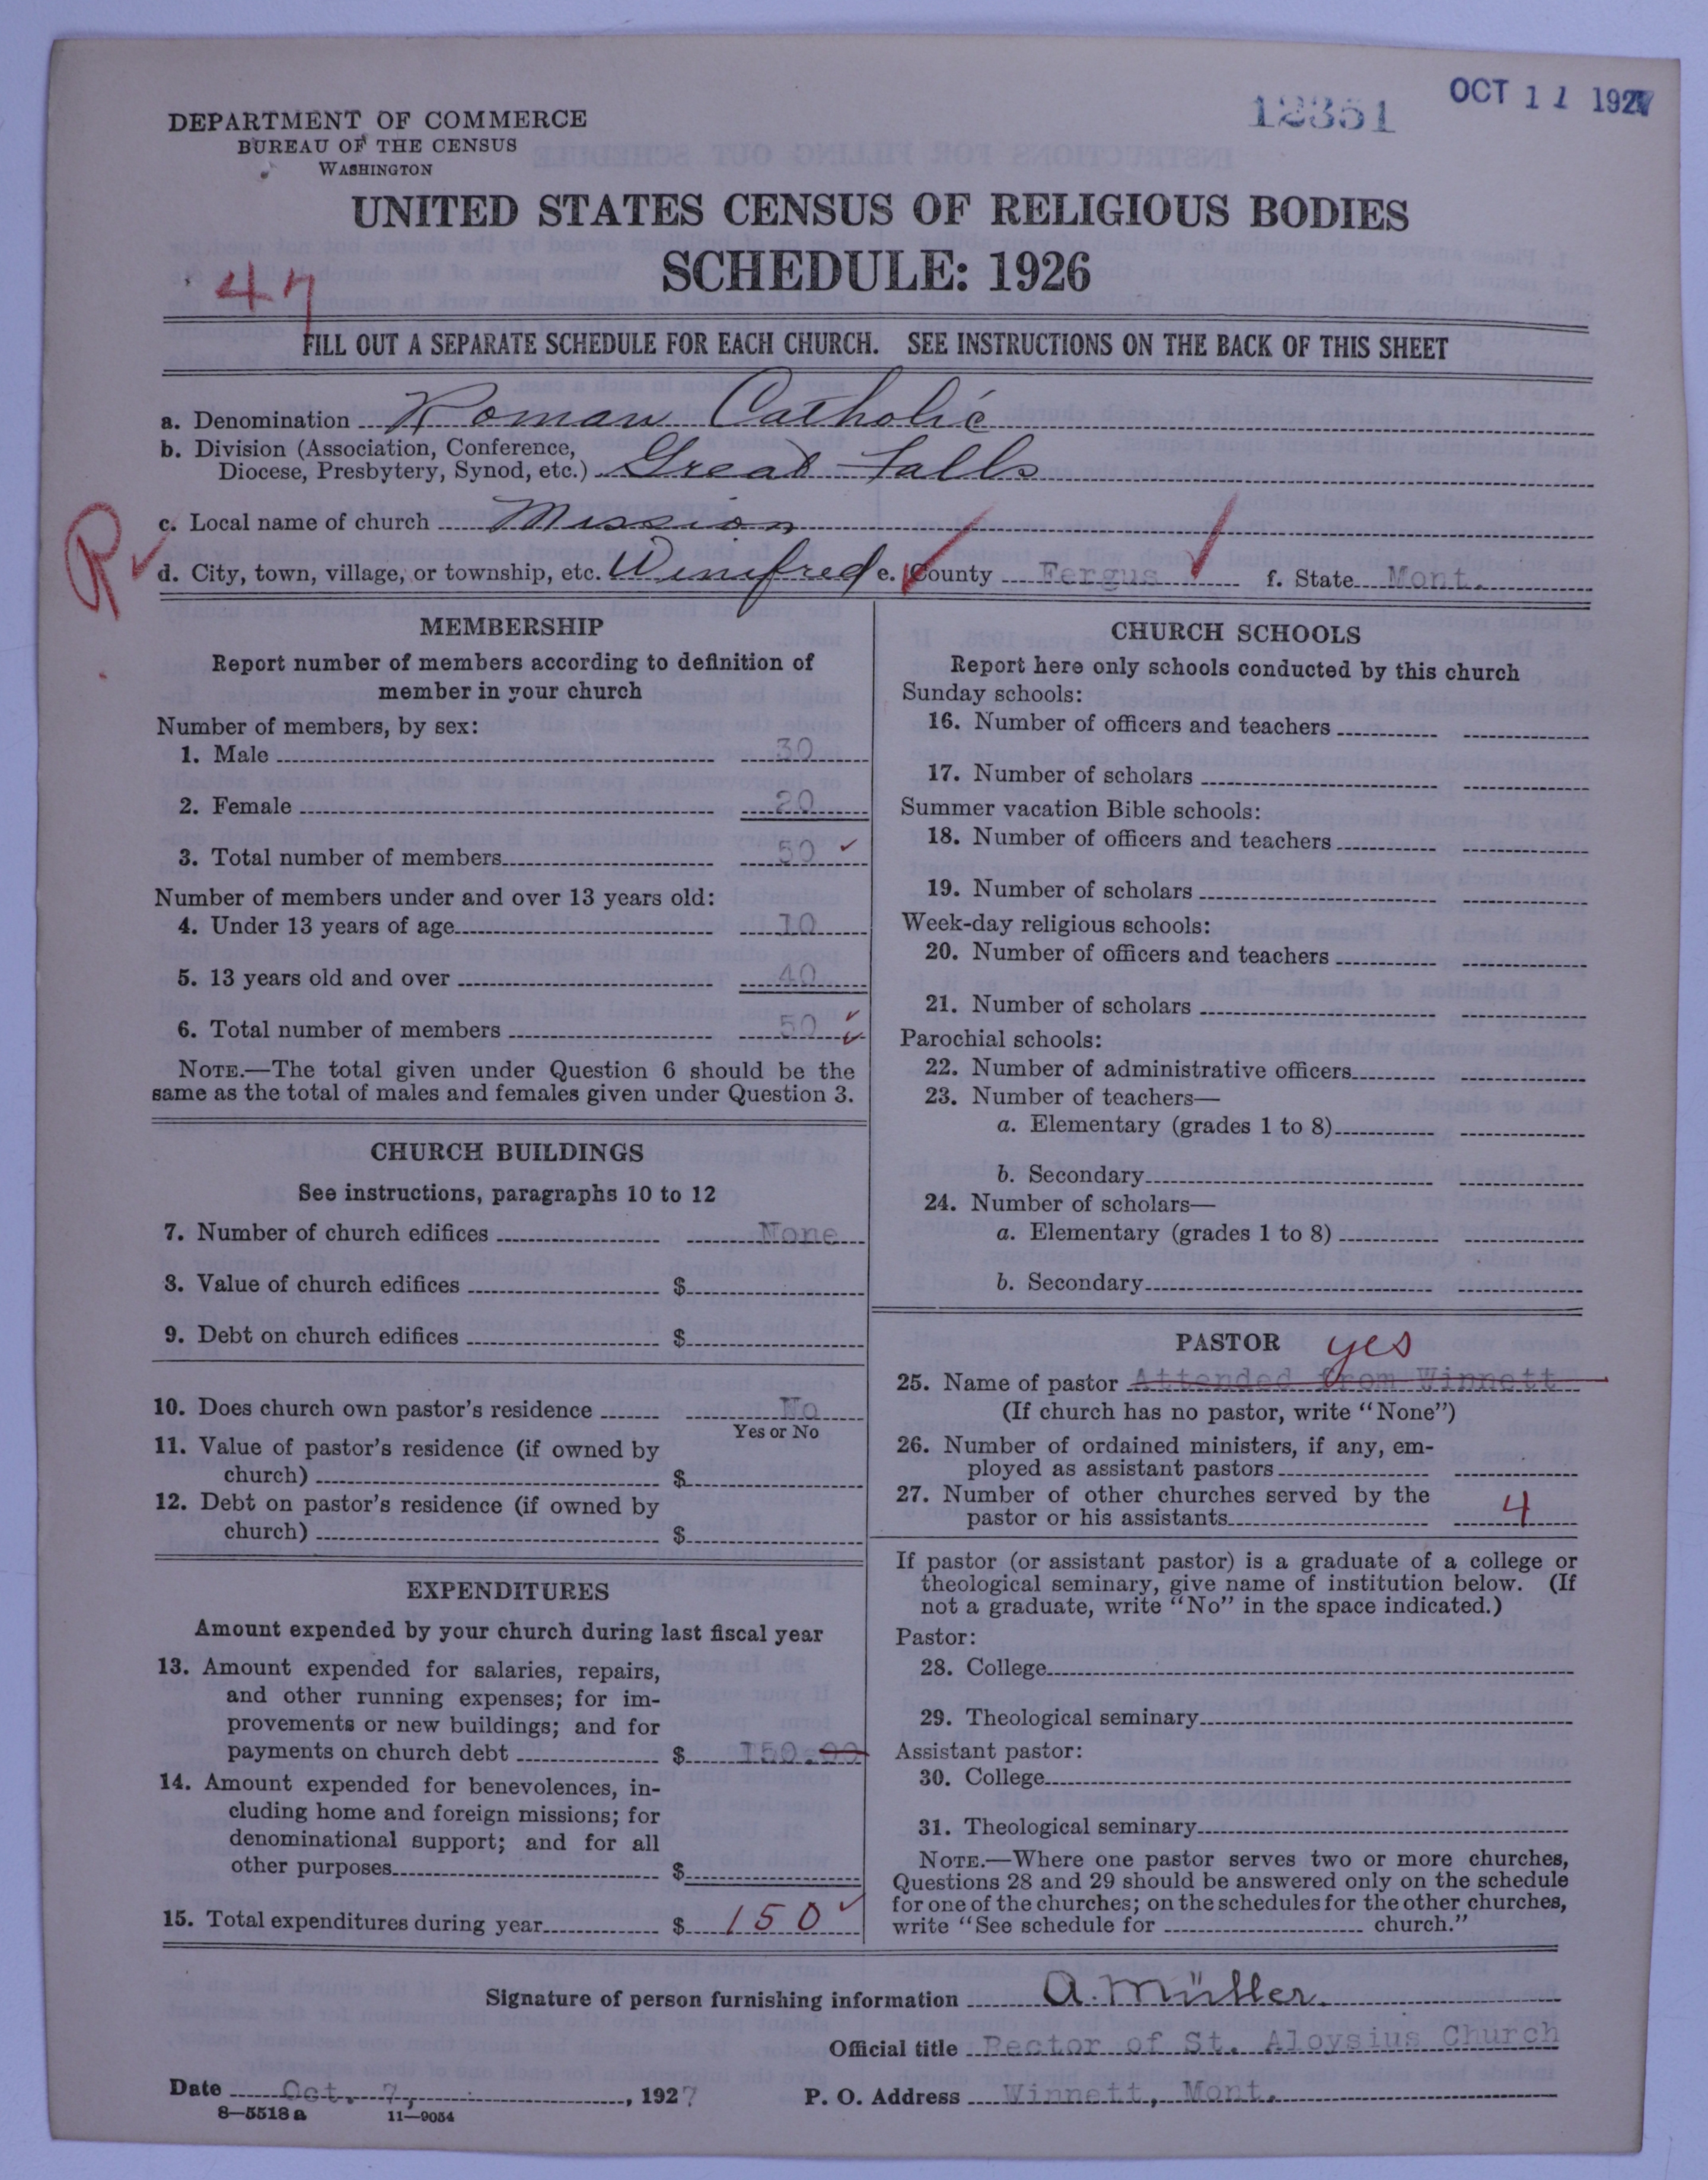 12351
OCT 11 1927
DEPARTMENT OF COMMERCE
BUREAU OF THE CENSUS
WASHINGTON
UNITED STATES CENSUS OF RELIGIOUS BODIES
SCHEDULE: 1926
47
FILL OUT A SEPARATE SCHEDULE FOR EACH CHURCH. SEE INSTRUCTIONS ON THE BACK OF THIS SHEET
a. Denomination Roman Catholic
b. Division (Association, Conference,
Diocese, Presbytery, Synod, etc.) Great Falls
c. Local name of church Mission
R
d. City, town, village, or township, etc. Winifred e. County Fergus f. State Mont.
MEMBERSHIP
Report number of members according to definition of
member in your church
Number of members, by sex:
1. Male 30
2. Female 20
3. Total number of members 50 ✓
Number of members under and over 13 years old:
4. Under 13 years of age 10
5. 13 years old and over 40
6. Total number of members 50 ✓
NOTE.—The total given under Question 6 should be the
same as the total of males and females given under Question 3.
CHURCH BUILDINGS
See instructions, paragraphs 10 to 12
7. Number of church edifices None
8. Value of church edifices $
9. Debt on church edifices $
10. Does church own pastor's residence No
Yes or No
11. Value of pastor's residence (if owned by
church) $
12. Debt on pastor's residence (if owned by
church) $
EXPENDITURES
Amount expended by your church during last fiscal year
13. Amount expended for salaries, repairs,
and other running expenses; for im-
provements or new buildings; and for
payments on church debt $ 150.00
14. Amount expended for benevolences, in-
cluding home and foreign missions; for
denominational support; and for all
other purposes $
15. Total expenditures during year $ 150 ✓
CHURCH SCHOOLS
Report here only schools conducted by this church
Sunday schools:
16. Number of officers and teachers
17. Number of scholars
Summer vacation Bible schools:
18. Number of officers and teachers
19. Number of scholars
Week-day religious schools:
20. Number of officers and teachers
21. Number of scholars
Parochial schools:
22. Number of administrative officers
23. Number of teachers—
a. Elementary (grades 1 to 8)
b. Secondary
24. Number of scholars—
a. Elementary (grades 1 to 8)
b. Secondary
PASTOR yes
25. Name of pastor Attended from Winnett
(If church has no pastor, write "None")
26. Number of ordained ministers, if any, em-
ployed as assistant pastors
27. Number of other churches served by the
pastor or his assistants 4
If pastor (or assistant pastor) is a graduate of a college or
theological seminary, give name of institution below. (If
not a graduate, write "No" in the space indicated.)
Pastor:
28. College
29. Theological seminary
Assistant pastor:
30. College
31. Theological seminary
NOTE.—Where one pastor serves two or more churches,
Questions 28 and 29 should be answered only on the schedule
for one of the churches; on the schedules for the other churches,
write "See schedule for church."
Signature of person furnishing information A. Müller
Official title Rector of St. Aloysius Church
Date Oct. 7, , 1927 P. O. Address Winnett, Mont.
8—5518 a 11—9054